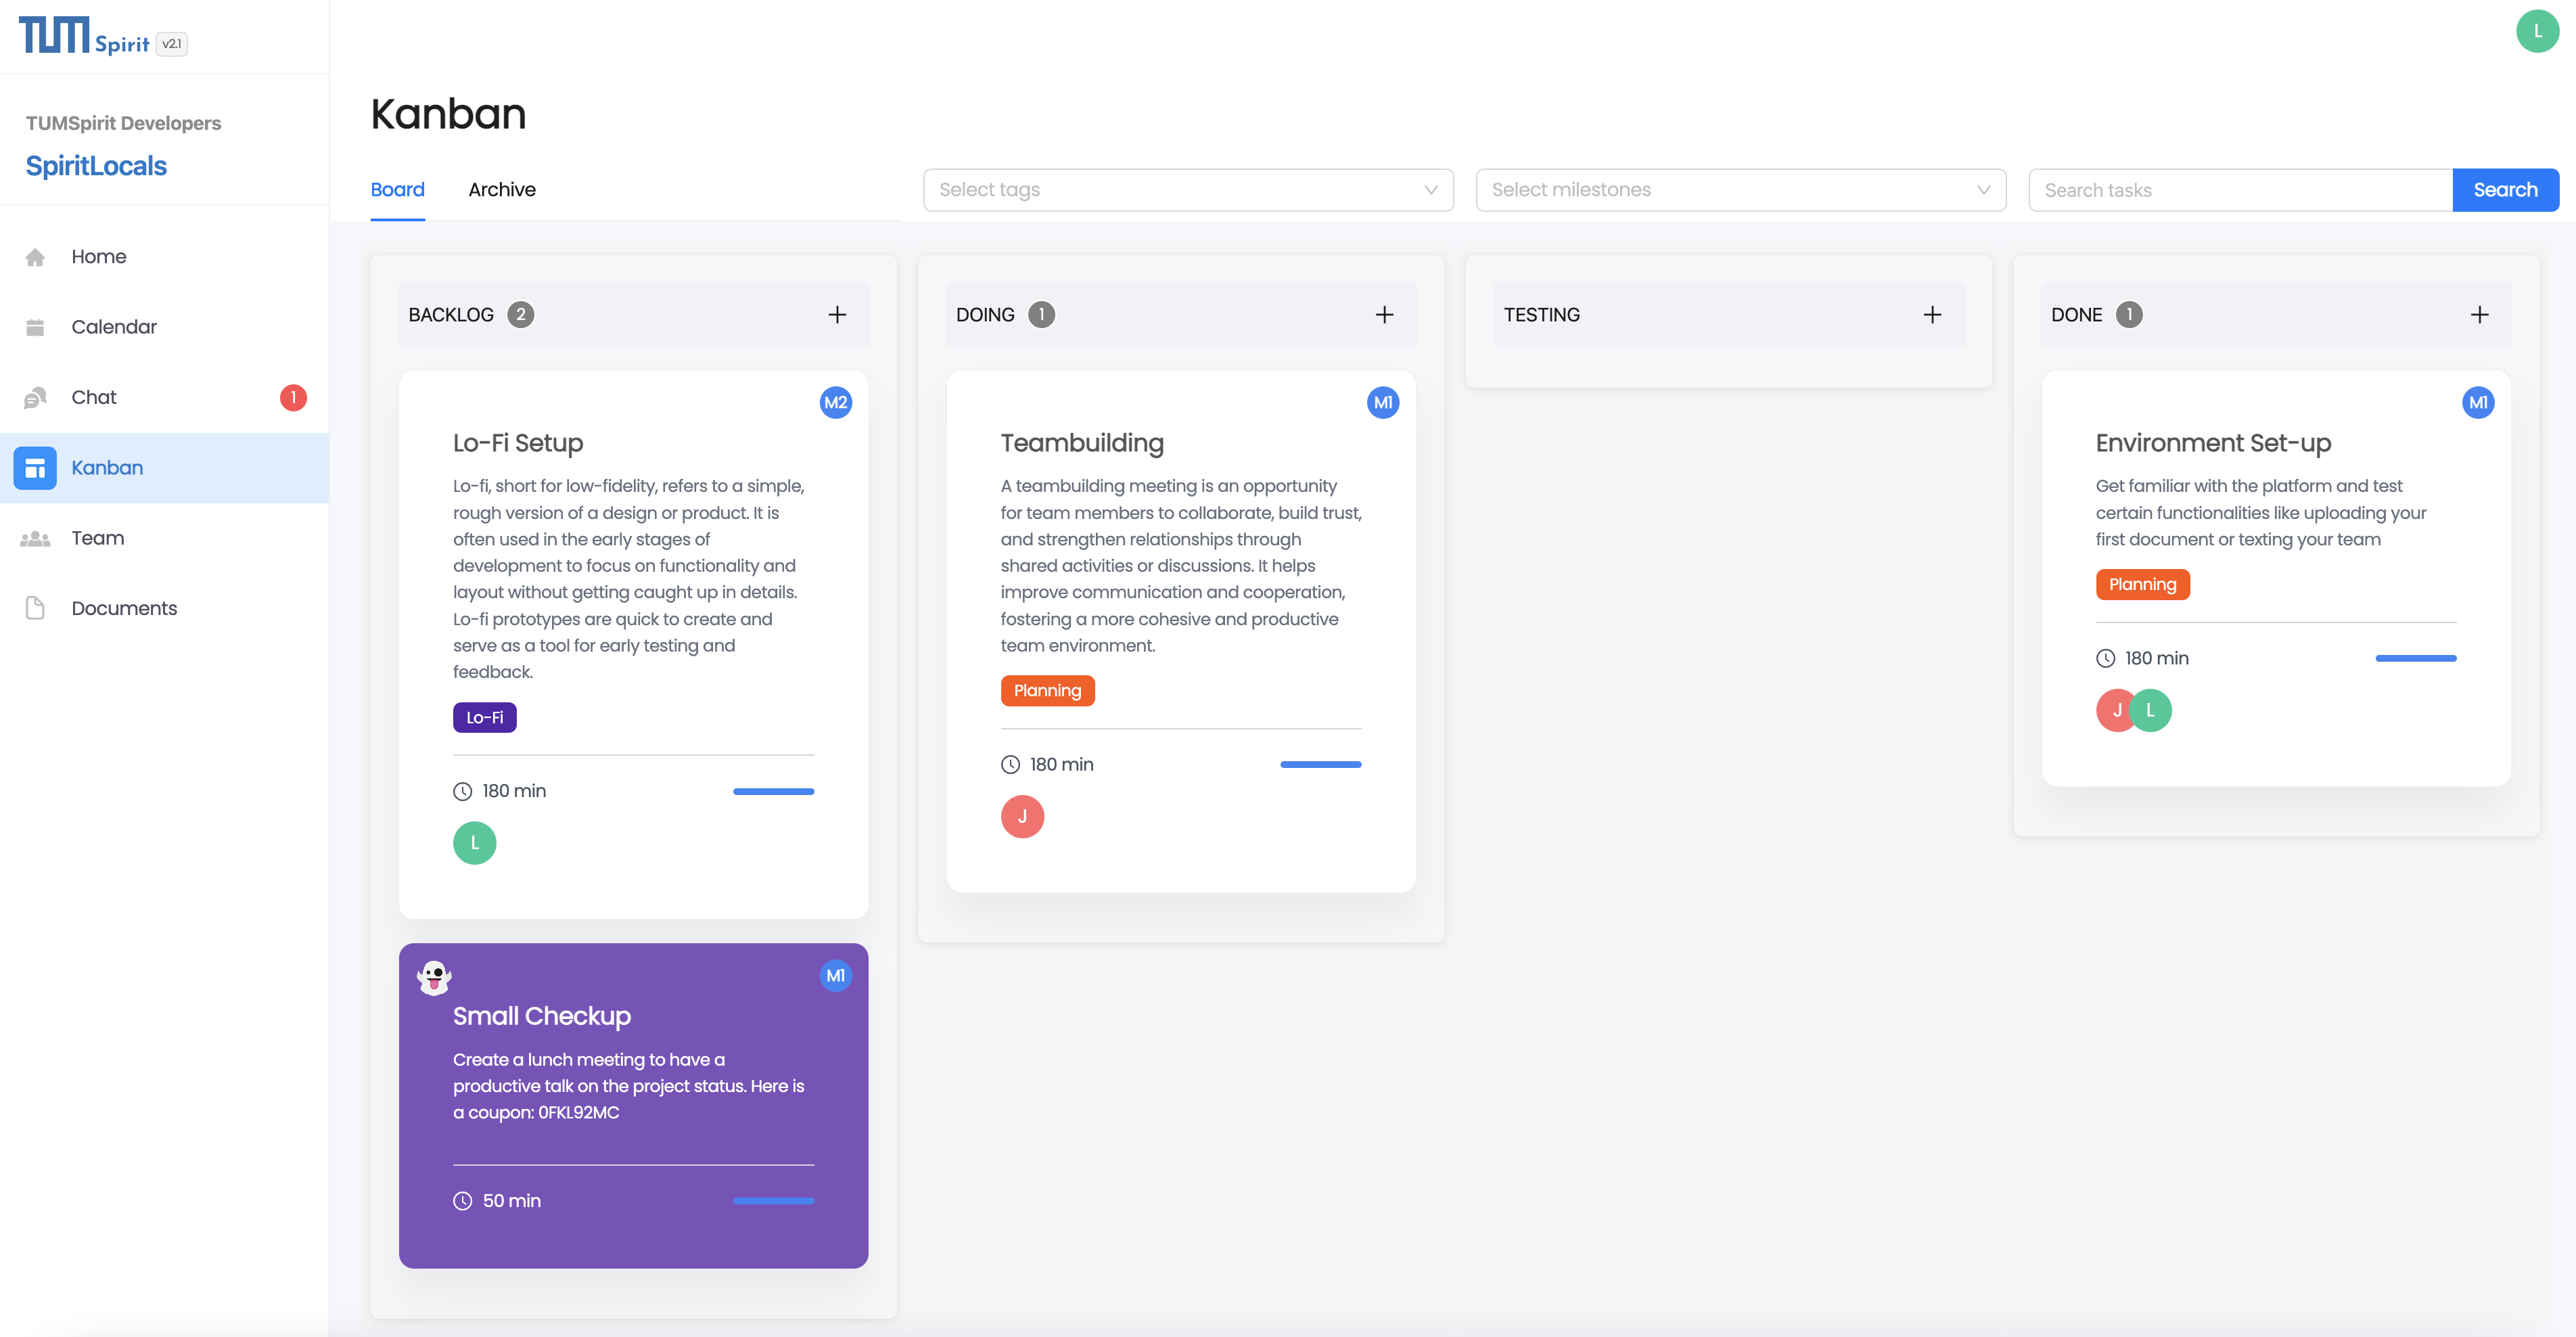 TUM Spirit v2.1
L
TUMSpirit Developers
SpiritLocals
Home
Calendar
Chat 1
Kanban
Team
Documents
Kanban
Board Archive
Select tags
Select milestones
Search tasks
Search
BACKLOG 2 +
M2
Lo-Fi Setup
Lo-fi, short for low-fidelity, refers to a simple,
rough version of a design or product. It is
often used in the early stages of
development to focus on functionality and
layout without getting caught up in details.
Lo-fi prototypes are quick to create and
serve as a tool for early testing and
feedback.
Lo-Fi
180 min
L
M1
Small Checkup
Create a lunch meeting to have a
productive talk on the project status. Here is
a coupon: 0FKL92MC
50 min
DOING 1 +
M1
Teambuilding
A teambuilding meeting is an opportunity
for team members to collaborate, build trust,
and strengthen relationships through
shared activities or discussions. It helps
improve communication and cooperation,
fostering a more cohesive and productive
team environment.
Planning
180 min
J
TESTING +
DONE 1 +
M1
Environment Set-up
Get familiar with the platform and test
certain functionalities like uploading your
first document or texting your team
Planning
180 min
J L